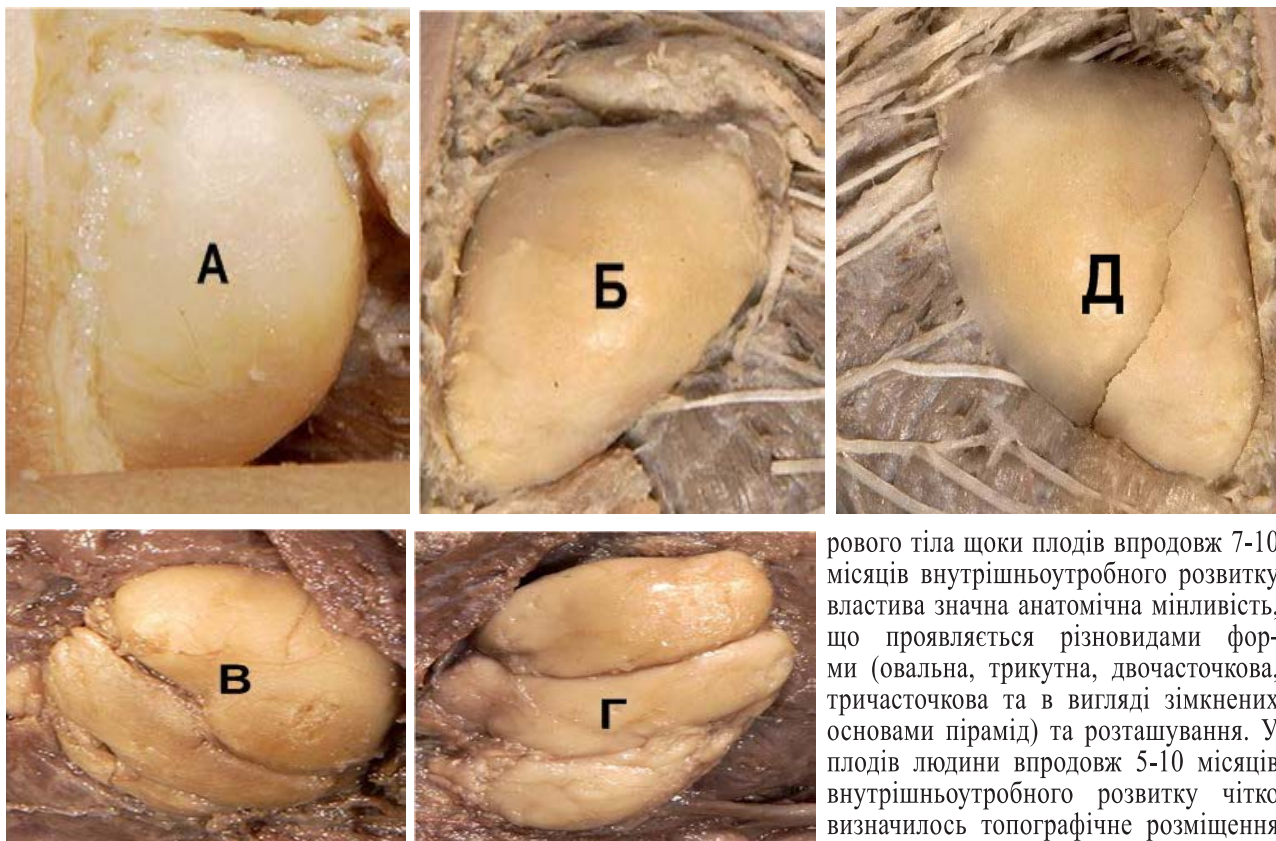 А
Б
Д
В
Г
рового тіла щоки плодів впродовж 7-10
місяців внутрішньоутробного розвитку
властива значна анатомічна мінливість,
що проявляється різновидами фор-
ми (овальна, трикутна, двочасточкова,
тричасточкова та в вигляді зімкнених
основами пірамід) та розташування. У
плодів людини впродовж 5-10 місяців
внутрішньоутробного розвитку чітко
визначилось топографічне розміщення